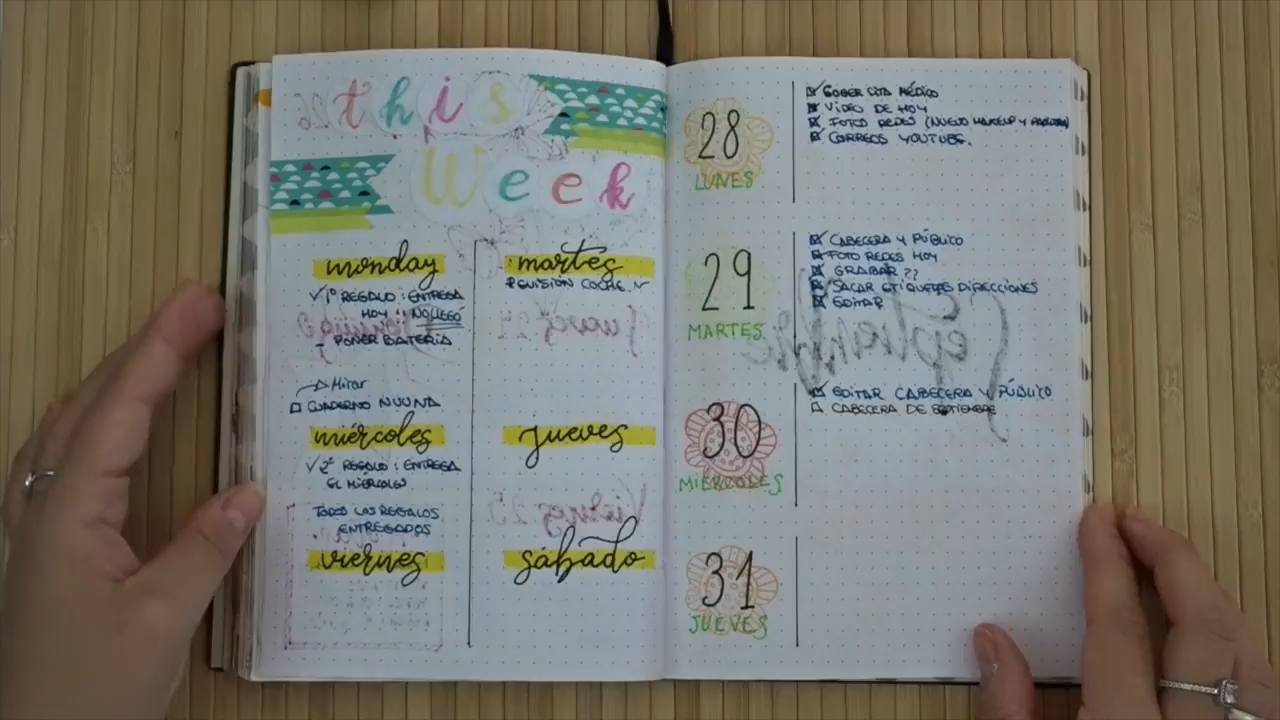 this
week
monday
✓ 1º REGALO: ENTREGA
HOY "NO LLEGÓ
- PONER BATERIA
Mirar
□ CUADERNO NUUNA
martes
REVISIÓN COCHE
miércoles
✓ 2º REGALO: ENTREGA
EL MIÉRCOLES
TODOS LOS REGALOS
ENTREGADOS
jueves
viernes
sábado
28
LUNES
☒ COGER CITA MÉDICO
☒ VIDEO DE HOY
☒ FOTO REDES (NUEVO MAKEUP Y
☒ CORREOS YOUTUBE.
29
MARTES
☒ CABECERA Y PÚBLICO
☒ FOTO REDES HOY
☒ GRABAR ??
☒ SACAR ETIQUETAS DIRECCIONES
☒ EDITAR
Septiembre
30
MIÉRCOLES
☒ EDITAR CABECERA Y PÚBLICO
□ CABECERA DE SEPTIEMBRE
31
JUEVES